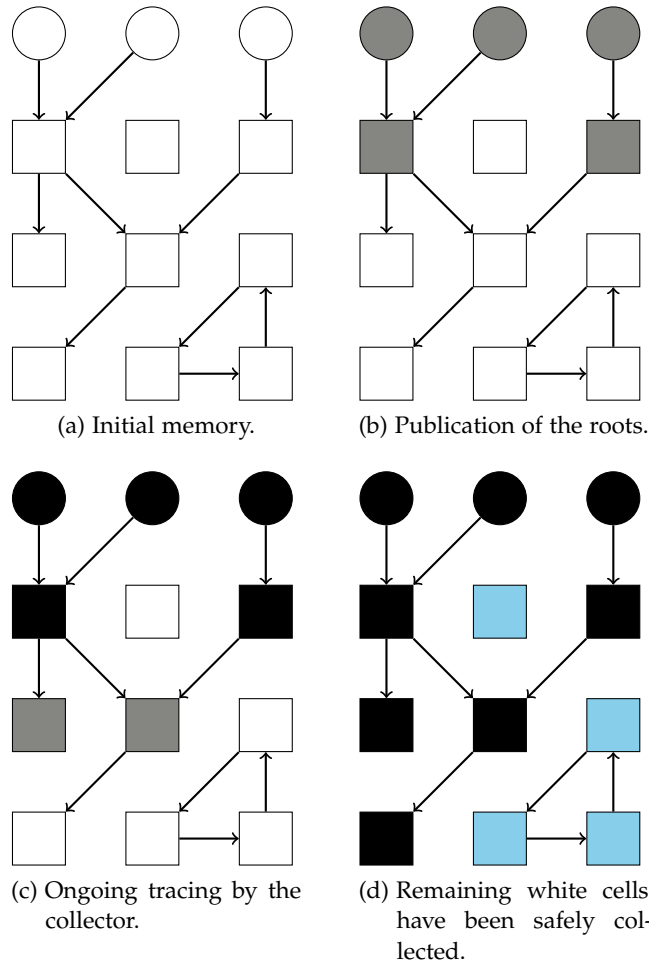 (a) Initial memory.
(b) Publication of the roots.
(c) Ongoing tracing by the
collector.
(d) Remaining white cells
have been safely col-
lected.